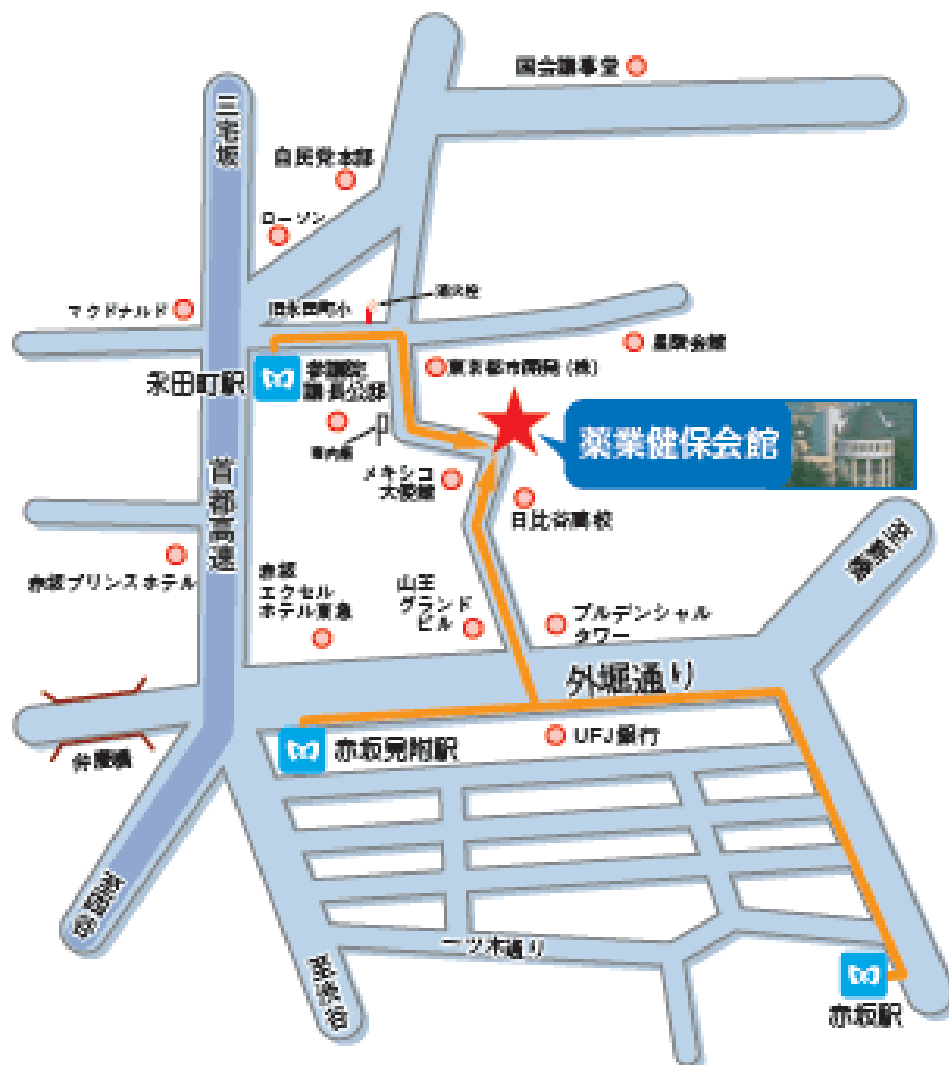 国会議事堂
三宅坂
自民党本部
ローソン
消火栓
マクドナルド
旧永田町小
星陵会館
永田町駅
参議院
議長公邸
東京都市開発(株)
薬業健保会館
案内板
メキシコ
大使館
日比谷高校
首都高速
赤坂プリンスホテル
赤坂
エクセル
ホテル東急
山王
グランド
ビル
プルデンシャル
タワー
外堀通り
弁慶橋
赤坂見附駅
UFJ銀行
一ツ木通り
赤坂駅